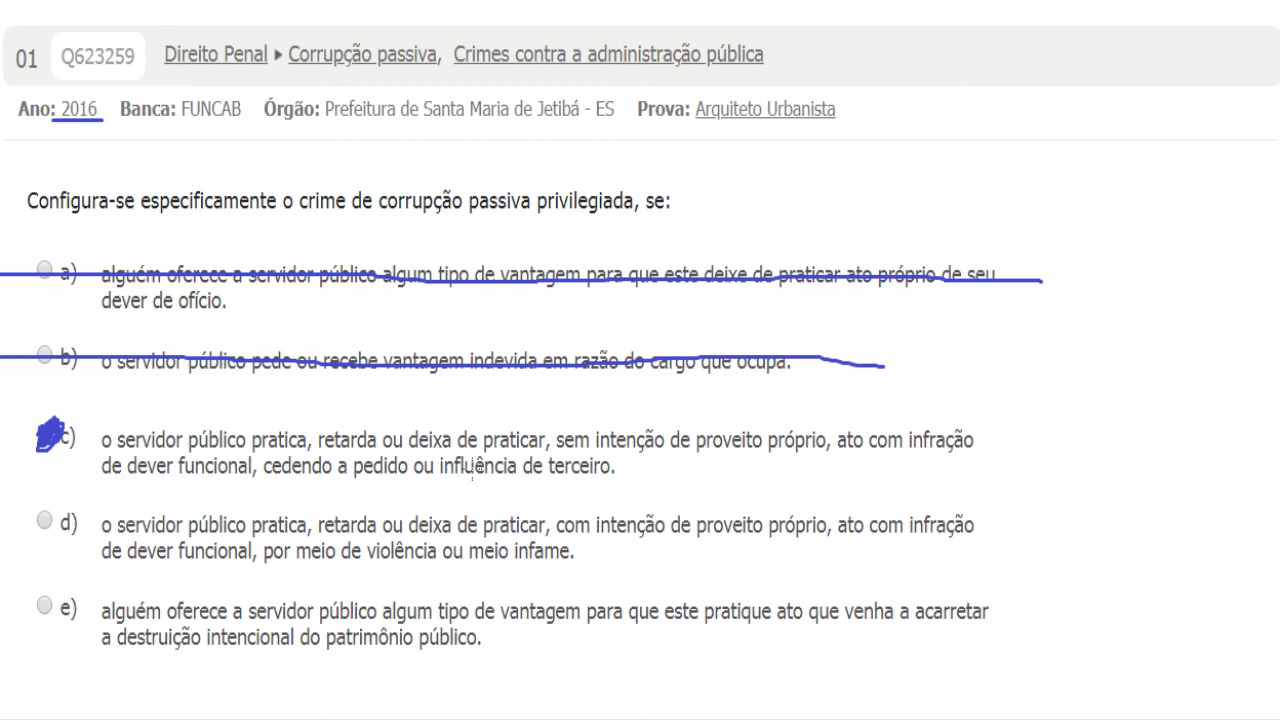 01 Q623259 Direito Penal ▸ Corrupção passiva, Crimes contra a administração pública
Ano: 2016 Banca: FUNCAB Órgão: Prefeitura de Santa Maria de Jetibá - ES Prova: Arquiteto Urbanista
Configura-se especificamente o crime de corrupção passiva privilegiada, se:
a) alguém oferece a servidor público algum tipo de vantagem para que este deixe de praticar ato próprio de seu
dever de ofício.
b) o servidor público pede ou recebe vantagem indevida em razão do cargo que ocupa.
c) o servidor público pratica, retarda ou deixa de praticar, sem intenção de proveito próprio, ato com infração
de dever funcional, cedendo a pedido ou influência de terceiro.
d) o servidor público pratica, retarda ou deixa de praticar, com intenção de proveito próprio, ato com infração
de dever funcional, por meio de violência ou meio infame.
e) alguém oferece a servidor público algum tipo de vantagem para que este pratique ato que venha a acarretar
a destruição intencional do patrimônio público.